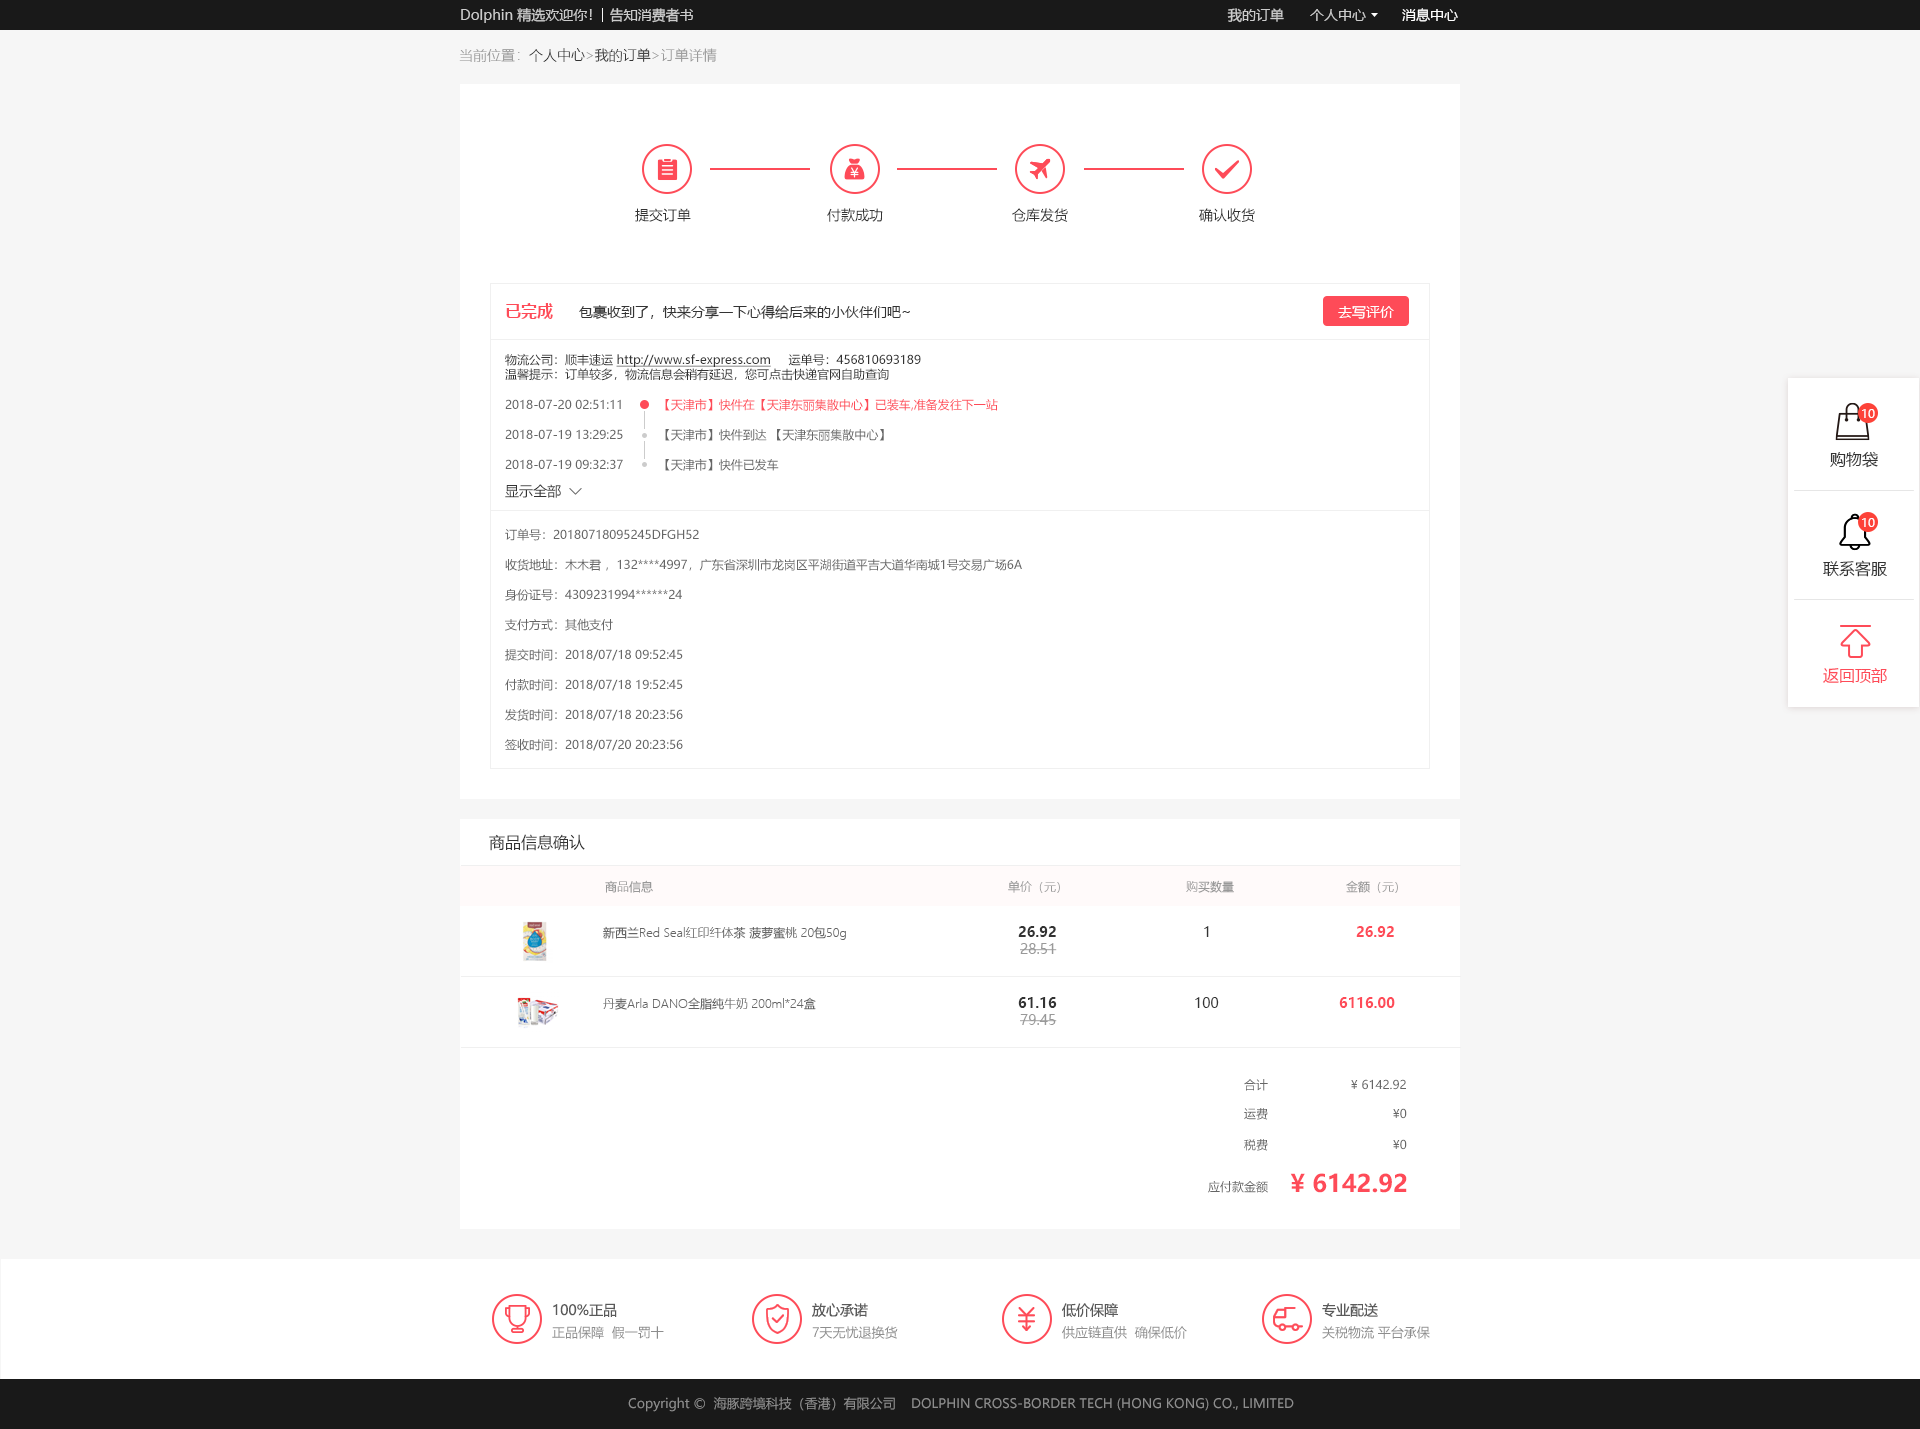 Dolphin 精选欢迎你！| 告知消费者书
我的订单 个人中心 消息中心
当前位置：个人中心>我的订单>订单详情
提交订单 付款成功 仓库发货 确认收货
已完成 包裹收到了，快来分享一下心得给后来的小伙伴们吧~ 去写评价
物流公司：顺丰速运 http://www.sf-express.com 运单号：456810693189
温馨提示：订单较多，物流信息会稍有延迟，您可点击快递官网自助查询
2018-07-20 02:51:11 【天津市】快件在【天津东丽集散中心】已装车,准备发往下一站
2018-07-19 13:29:25 【天津市】快件到达 【天津东丽集散中心】
2018-07-19 09:32:37 【天津市】快件已发车
显示全部
订单号：20180718095245DFGH52
收货地址：木木君 ，132****4997，广东省深圳市龙岗区平湖街道平吉大道华南城1号交易广场6A
身份证号：4309231994******24
支付方式：其他支付
提交时间：2018/07/18 09:52:45
付款时间：2018/07/18 19:52:45
发货时间：2018/07/18 20:23:56
签收时间：2018/07/20 20:23:56
10
购物袋
10
联系客服
返回顶部
商品信息确认
商品信息 单价（元） 购买数量 金额（元）
新西兰Red Seal红印纤体茶 菠萝蜜桃 20包50g 26.92 1 26.92
28.51
丹麦Arla DANO全脂纯牛奶 200ml*24盒 61.16 100 6116.00
79.45
合计 ¥ 6142.92
运费 ¥0
税费 ¥0
应付款金额 ¥ 6142.92
100%正品 放心承诺 低价保障 专业配送
正品保障 假一罚十 7天无忧退换货 供应链直供 确保低价 关税物流 平台承保
Copyright © 海豚跨境科技（香港）有限公司 DOLPHIN CROSS-BORDER TECH (HONG KONG) CO., LIMITED